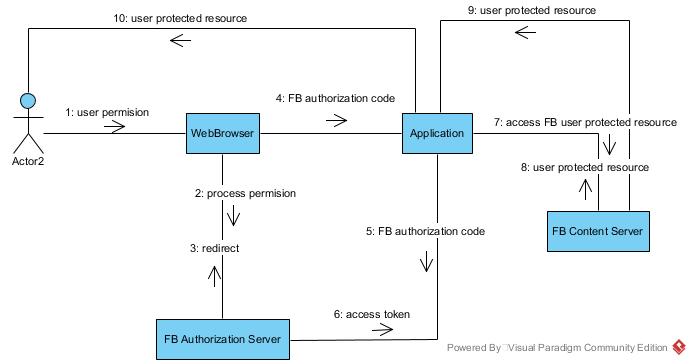 10: user protected resource
9: user protected resource
1: user permision
4: FB authorization code
7: access FB user protected resource
WebBrowser
Application
Actor2
8: user protected resource
2: process permision
5: FB authorization code
FB Content Server
3: redirect
6: access token
FB Authorization Server
Powered By Visual Paradigm Community Edition